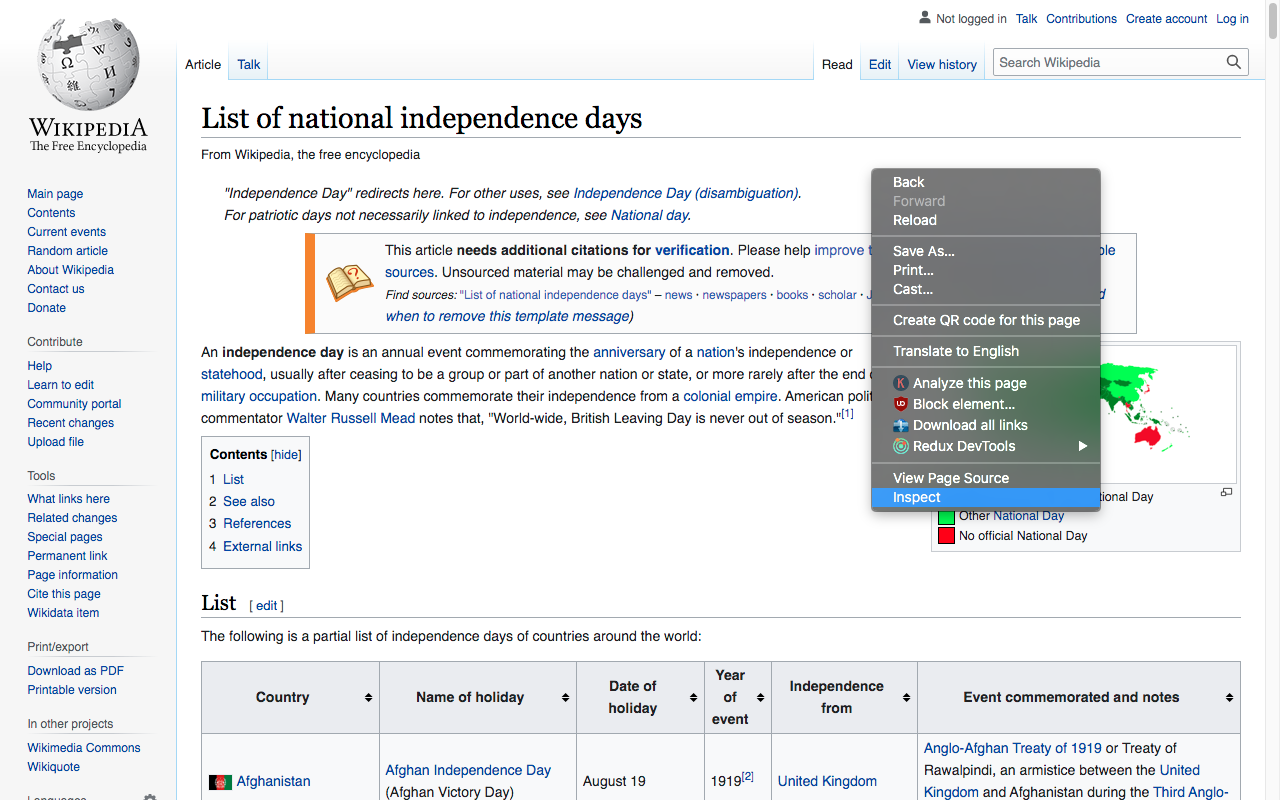 Not logged in Talk Contributions Create account Log in
Article Talk Read Edit View history Search Wikipedia
WIKIPEDIA
The Free Encyclopedia
Main page
Contents
Current events
Random article
About Wikipedia
Contact us
Donate
Contribute
Help
Learn to edit
Community portal
Recent changes
Upload file
Tools
What links here
Related changes
Special pages
Permanent link
Page information
Cite this page
Wikidata item
Print/export
Download as PDF
Printable version
In other projects
Wikimedia Commons
Wikiquote
Languages
List of national independence days
From Wikipedia, the free encyclopedia
"Independence Day" redirects here. For other uses, see Independence Day (disambiguation).
For patriotic days not necessarily linked to independence, see National day.
This article needs additional citations for verification. Please help improve
sources. Unsourced material may be challenged and removed.
Find sources: "List of national independence days" – news · newspapers · books · scholar ·
when to remove this template message)
An independence day is an annual event commemorating the anniversary of a nation's independence or
statehood, usually after ceasing to be a group or part of another nation or state, or more rarely after the end
military occupation. Many countries commemorate their independence from a colonial empire. American
commentator Walter Russell Mead notes that, "World-wide, British Leaving Day is never out of season."[1]
Back
Forward
Reload
Save As...
Print...
Cast...
Create QR code for this page
Translate to English
K Analyze this page
Block element...
Download all links
Redux DevTools
View Page Source
Inspect
Day
Other National Day
No official National Day
Contents [hide]
1 List
2 See also
3 References
4 External links
List [ edit ]
The following is a partial list of independence days of countries around the world:
Country
Name of holiday
Date of
holiday
Year
of
event
Independence
from
Event commemorated and notes
Afghanistan
Afghan Independence Day
(Afghan Victory Day)
August 19
1919[2]
United Kingdom
Anglo-Afghan Treaty of 1919 or Treaty of
Rawalpindi, an armistice between the United
Kingdom and Afghanistan during the Third Anglo-